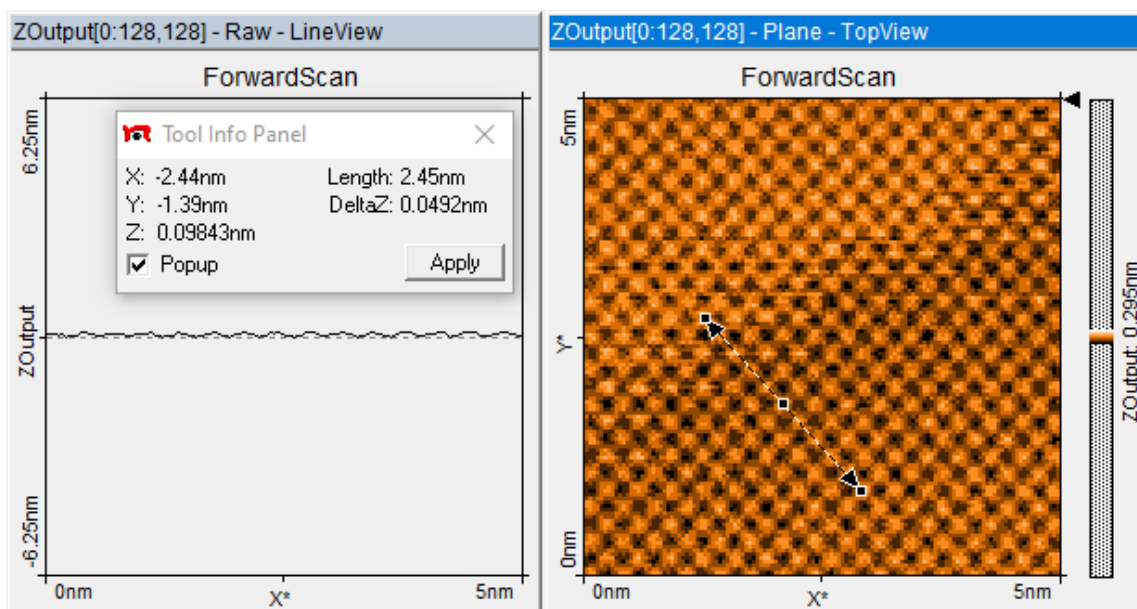 ZOutput[0:128,128] - Raw - LineView
ForwardScan
6.25nm
ZOutput
-6.25nm
Tool Info Panel
X: -2.44nm
Length: 2.45nm
Y: -1.39nm
DeltaZ: 0.0492nm
Z: 0.09843nm
Popup
Apply
0nm
X*
5nm
ZOutput[0:128,128] - Plane - TopView
ForwardScan
5nm
Y*
0nm
0nm
X*
5nm
ZOutput: 0.295nm